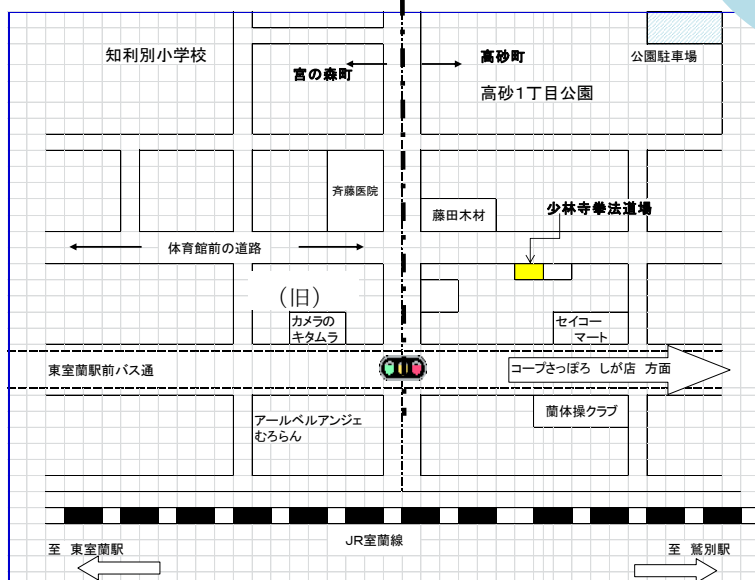 知利別小学校
宮の森町
高砂町
公園駐車場
高砂1丁目公園
斉藤医院
藤田木材
少林寺拳法道場
体育館前の道路
（旧）
カメラの
キタムラ
セイコー
マート
東室蘭駅前バス通
コープさっぽろ しが店 方面
アールベルアンジェ
むろらん
蘭体操クラブ
JR室蘭線
至 東室蘭駅
至 鷲別駅